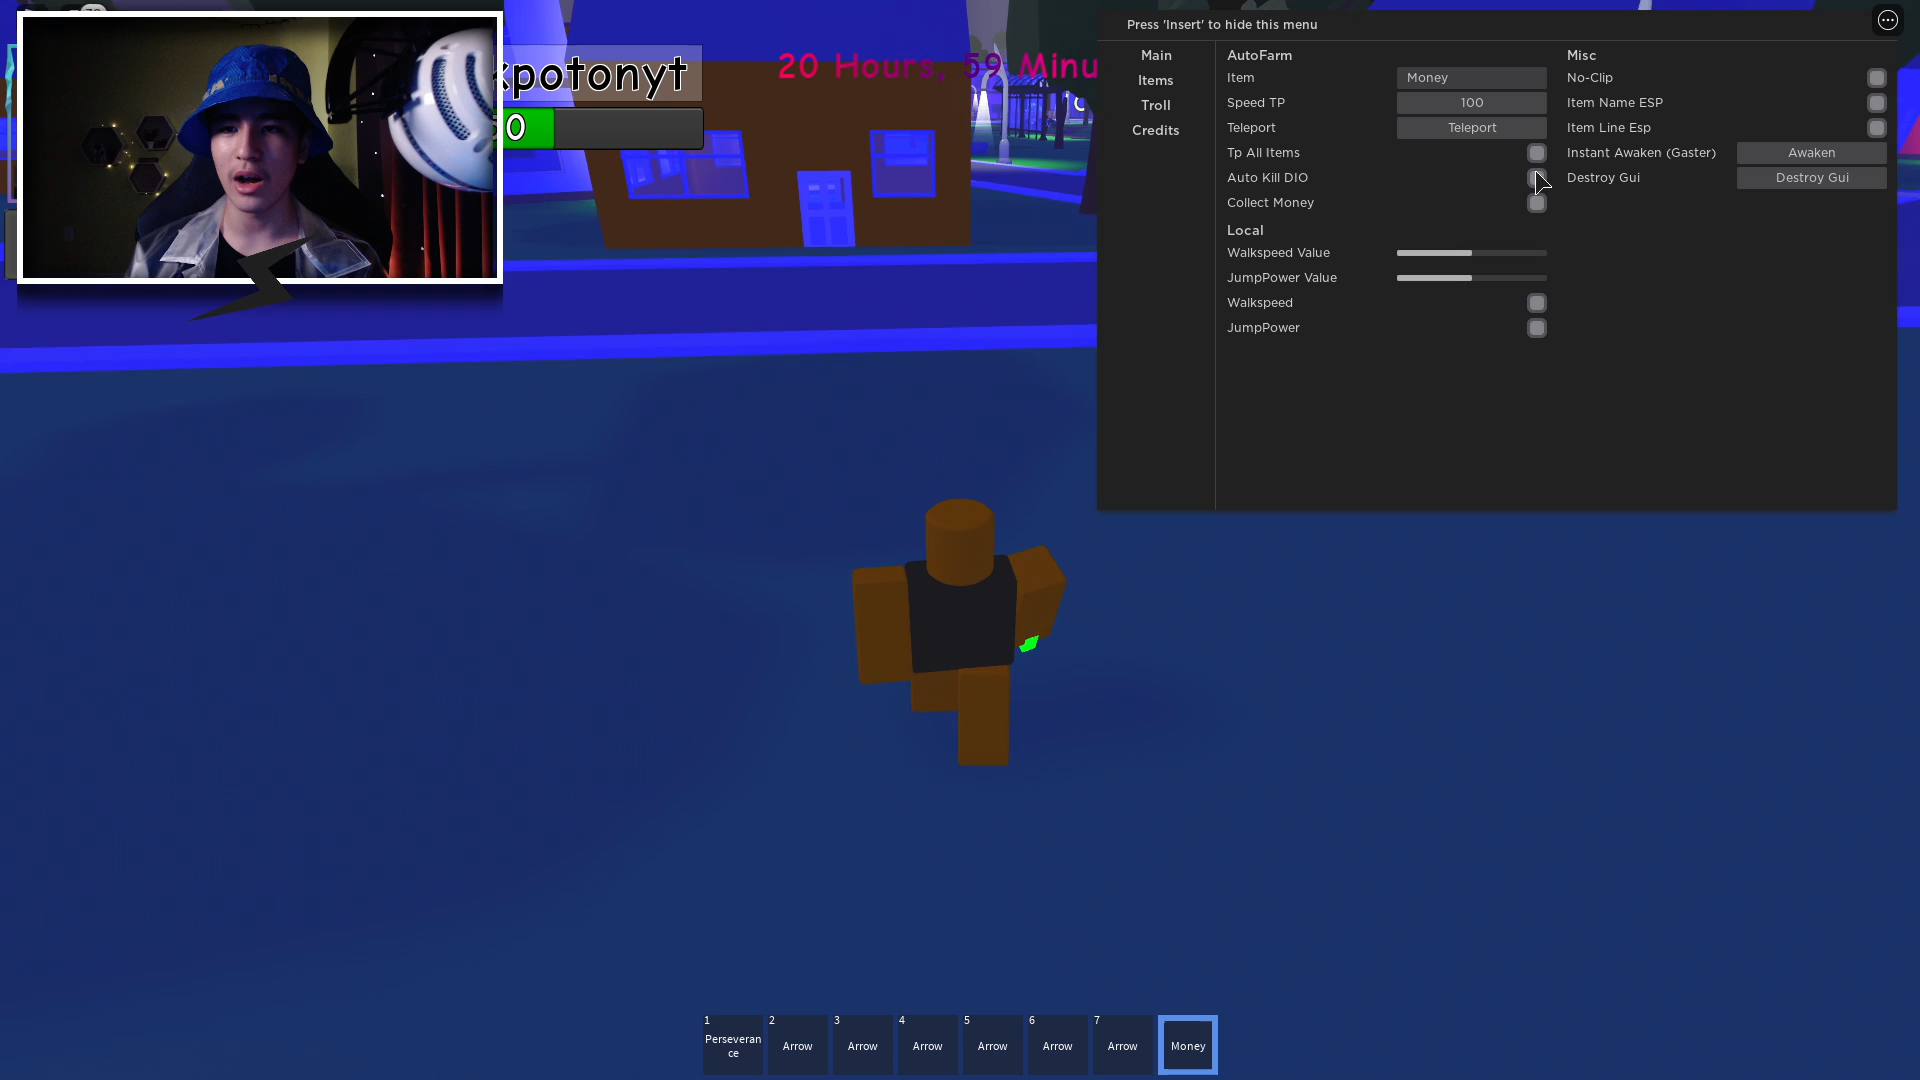 Press 'Insert' to hide this menu
Main
Items
Troll
Credits
AutoFarm
Item
Money
Speed TP
100
Teleport
Teleport
Tp All Items
Auto Kill DIO
Collect Money
Local
Walkspeed Value
JumpPower Value
Walkspeed
JumpPower
Misc
No-Clip
Item Name ESP
Item Line Esp
Instant Awaken (Gaster)
Awaken
Destroy Gui
Destroy Gui
kpotonyt
0
20 Hours, 59 Minu
1
Perseveran
ce
2
Arrow
3
Arrow
4
Arrow
5
Arrow
6
Arrow
7
Arrow
Money